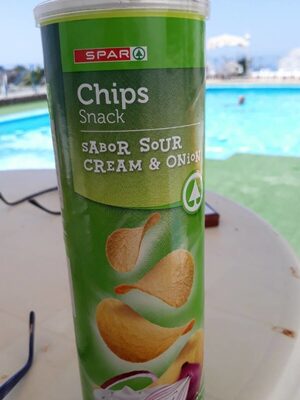 SPAR
Chips
Snack
SABOR SOUR
CREAM & ONION